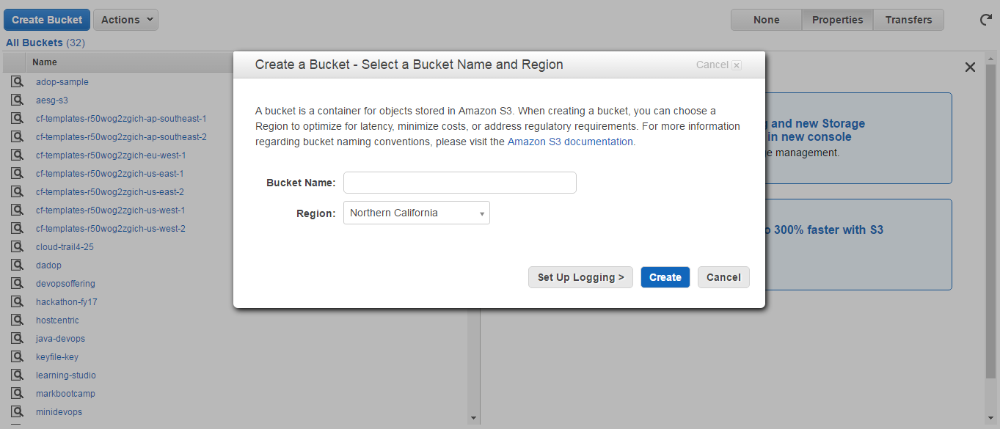 Create Bucket
Actions
None
Properties
Transfers
All Buckets (32)
Name
adop-sample
aesg-s3
cf-templates-r50wog2zgich-ap-southeast-1
cf-templates-r50wog2zgich-ap-southeast-2
cf-templates-r50wog2zgich-eu-west-1
cf-templates-r50wog2zgich-us-east-1
cf-templates-r50wog2zgich-us-east-2
cf-templates-r50wog2zgich-us-west-1
cf-templates-r50wog2zgich-us-west-2
cloud-trail4-25
dadop
devopsoffering
hackathon-fy17
hostcentric
java-devops
keyfile-key
learning-studio
markbootcamp
minidevops
Create a Bucket - Select a Bucket Name and Region
Cancel
A bucket is a container for objects stored in Amazon S3. When creating a bucket, you can choose a
Region to optimize for latency, minimize costs, or address regulatory requirements. For more information
regarding bucket naming conventions, please visit the Amazon S3 documentation.
Bucket Name:
Region:
Northern California
Set Up Logging >
Create
Cancel
and new Storage
in new console
management.
300% faster with S3